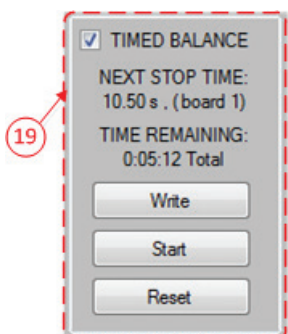 TIMED BALANCE
NEXT STOP TIME:
10.50 s , (board 1)
TIME REMAINING:
0:05:12 Total
19
Write
Start
Reset